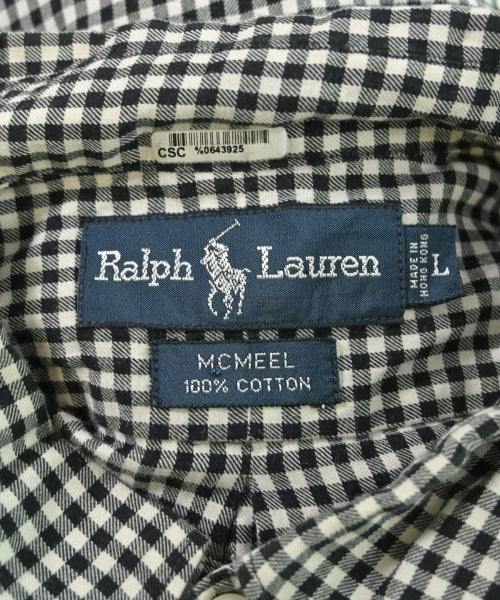 CSC %0643925
Ralph Lauren
MADE IN
HONG KONG
L
MCMEEL
100% COTTON